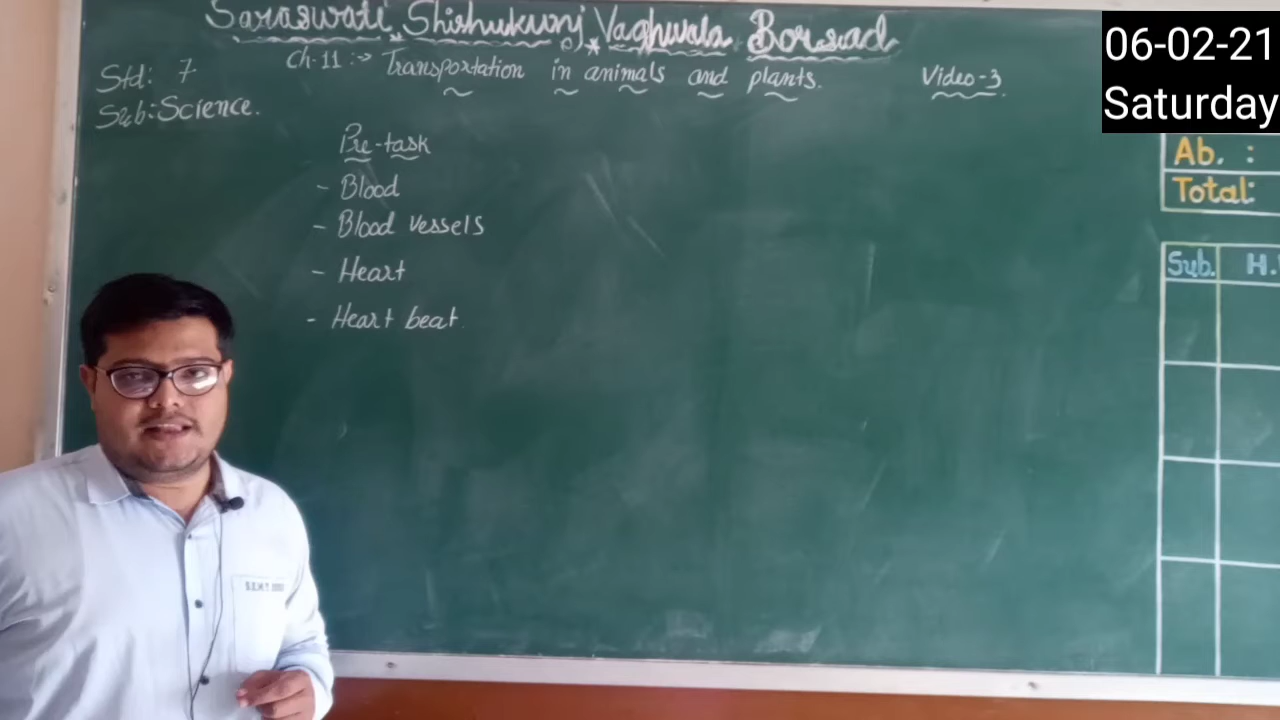 Saraswati Shishukunj Vaghwala Borsad
06-02-21
Saturday
Ch-11 :-> Transportation in animals and plants.
Video-3
Std: 7
Sub: Science.
Pre-task
- Blood
- Blood vessels
- Heart
- Heart beat.
Ab. :
Total:
Sub. H.